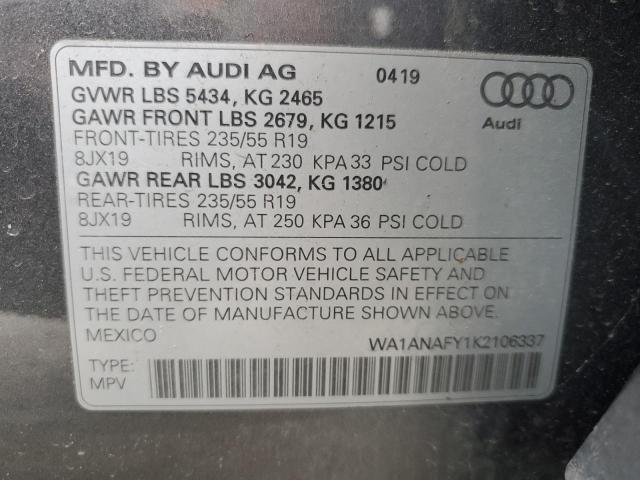 MFD. BY AUDI AG 0419
GVWR LBS 5434, KG 2465
GAWR FRONT LBS 2679, KG 1215
FRONT-TIRES 235/55 R19
8JX19 RIMS, AT 230 KPA 33 PSI COLD
GAWR REAR LBS 3042, KG 1380
REAR-TIRES 235/55 R19
8JX19 RIMS, AT 250 KPA 36 PSI COLD
Audi
THIS VEHICLE CONFORMS TO ALL APPLICABLE
U.S. FEDERAL MOTOR VEHICLE SAFETY AND
THEFT PREVENTION STANDARDS IN EFFECT ON
THE DATE OF MANUFACTURE SHOWN ABOVE.
MEXICO
WA1ANAFY1K2106337
TYPE:
MPV